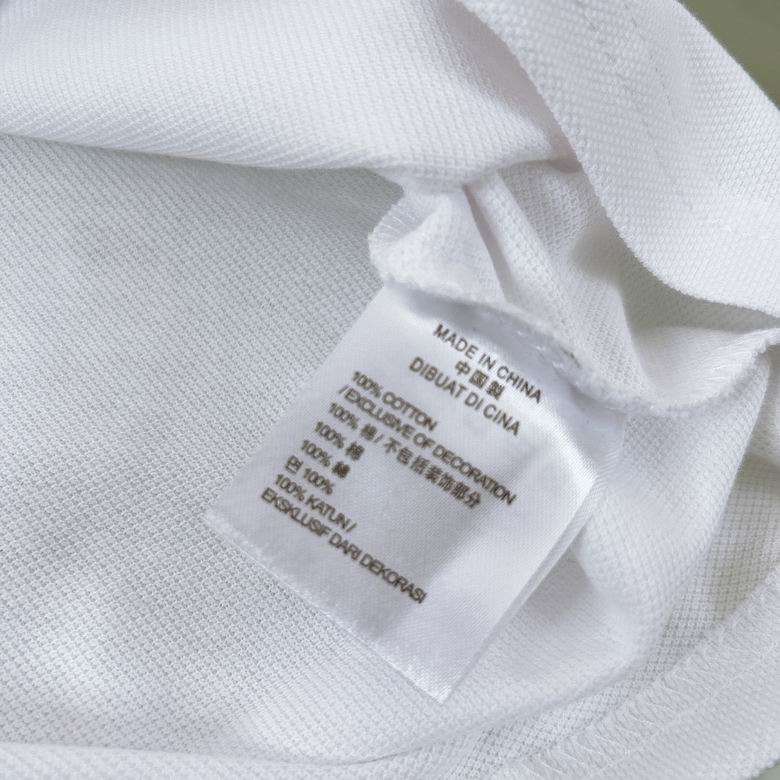 MADE IN CHINA
中国製
DIBUAT DI CINA
100% COTTON
/EXCLUSIVE OF DECORATION
100% 棉/不包括装饰部分
100% 棉
100% 綿
면 100%
100% KATUN/
EKSKLUSIF DARI DEKORASI